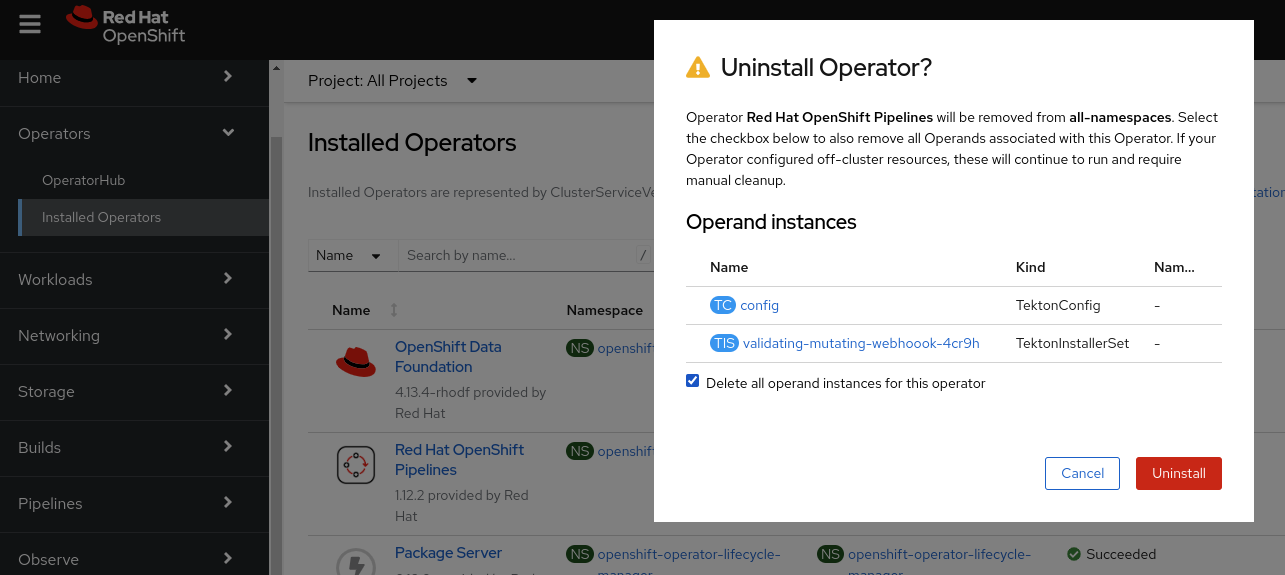 Red Hat
OpenShift
Home
Operators
OperatorHub
Installed Operators
Workloads
Networking
Storage
Builds
Pipelines
Observe
Project: All Projects
Installed Operators
Installed Operators are represented by ClusterServiceVe
Name
Search by name...
/
Name
Namespace
OpenShift Data
Foundation
4.13.4-rhodf provided by
Red Hat
NS openshift
Red Hat OpenShift
Pipelines
1.12.2 provided by Red
Hat
NS openshift
Package Server
NS openshift-operator-lifecycle-
manager
NS openshift-operator-lifecycle-
manager
Succeeded
Uninstall Operator?
Operator Red Hat OpenShift Pipelines will be removed from all-namespaces. Select
the checkbox below to also remove all Operands associated with this Operator. If your
Operator configured off-cluster resources, these will continue to run and require
manual cleanup.
Operand instances
Name Kind Nam...
TC config TektonConfig -
TIS validating-mutating-webhoook-4cr9h TektonInstallerSet -
Delete all operand instances for this operator
Cancel
Uninstall